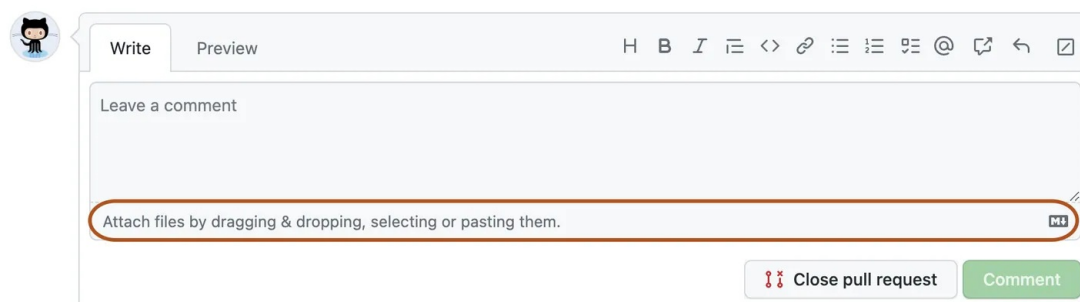 Write Preview H B I @
Leave a comment
Attach files by dragging & dropping, selecting or pasting them. M
Close pull request Comment